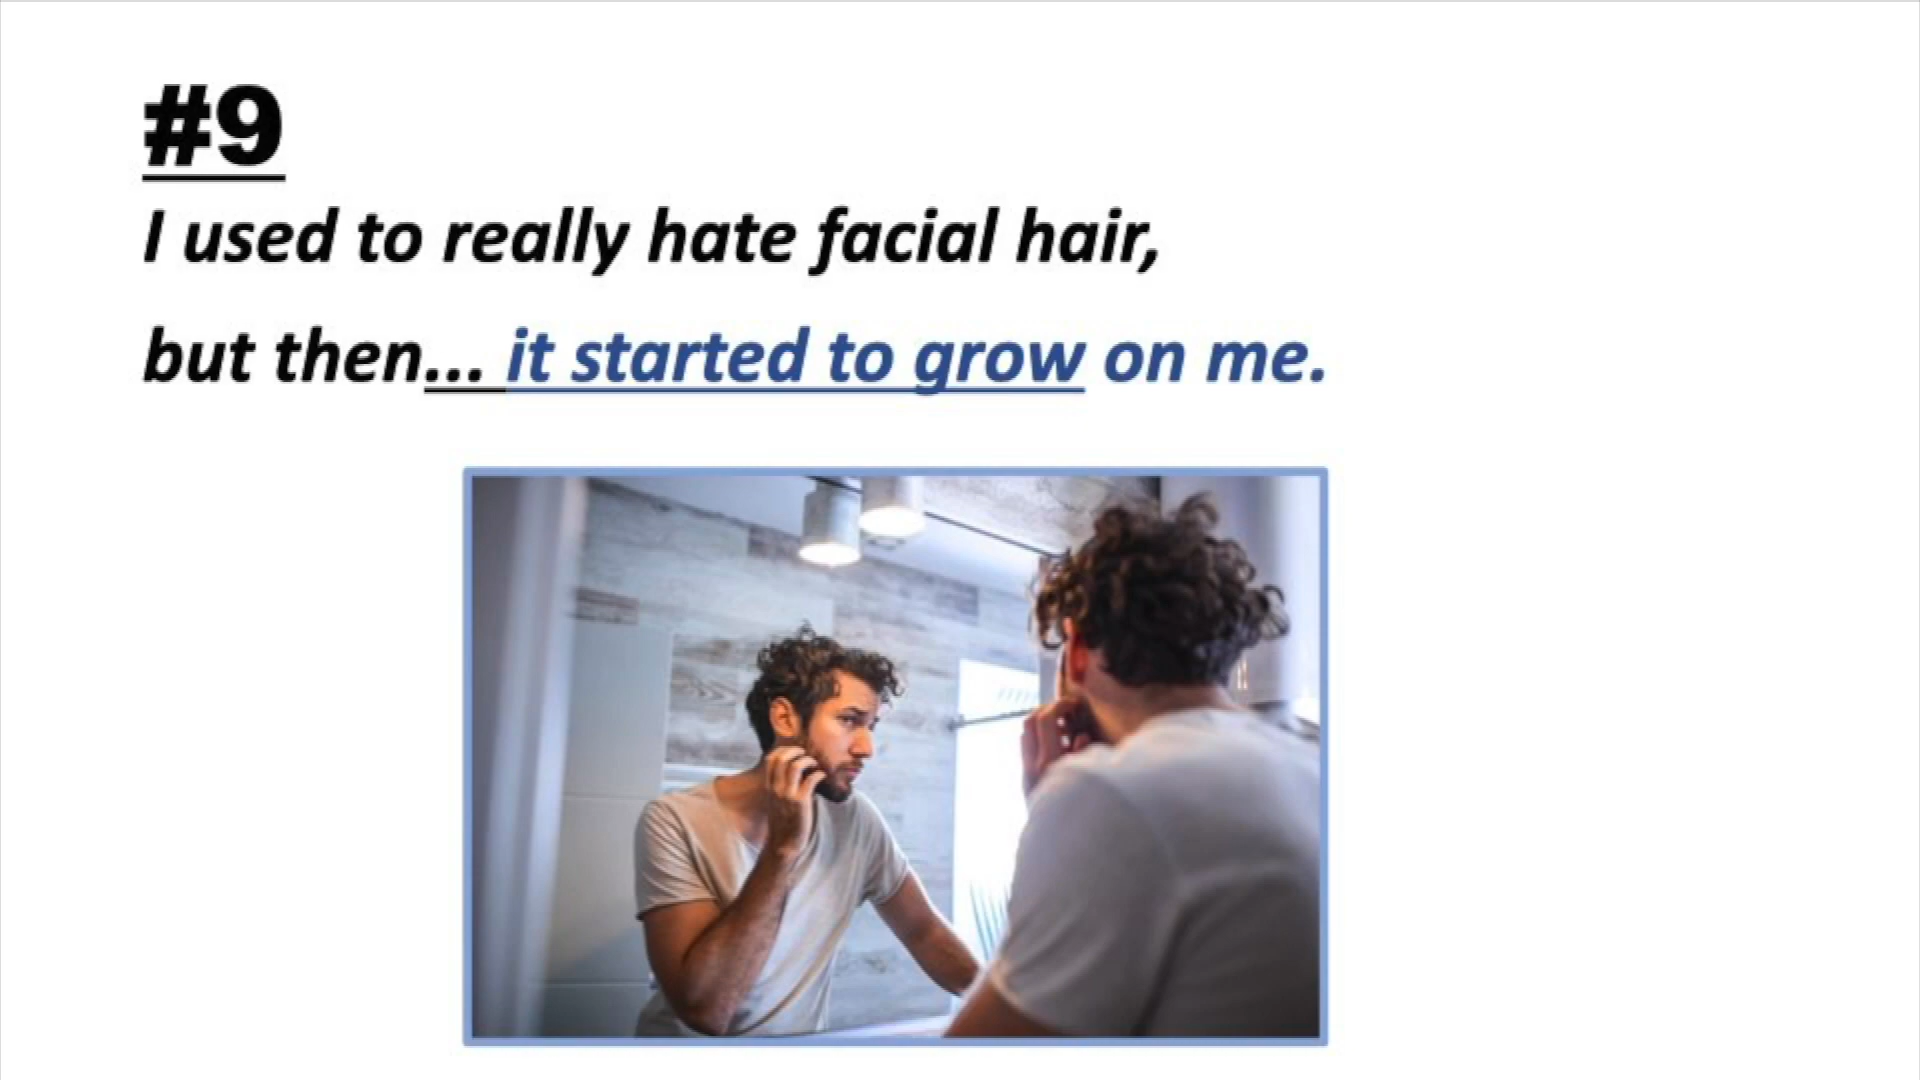 #9
I used to really hate facial hair,
but then... it started to grow on me.